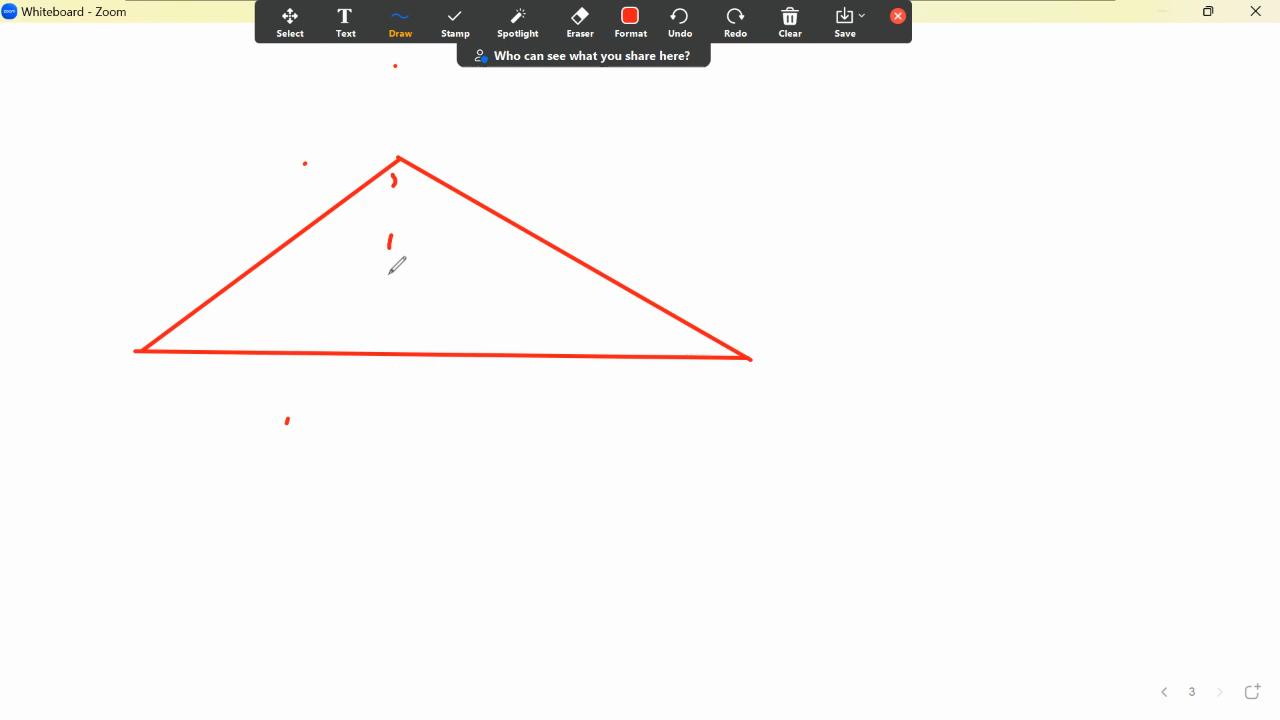 zoom Whiteboard - Zoom
Select Text Draw Stamp Spotlight Eraser Format Undo Redo Clear Save
Who can see what you share here?
3